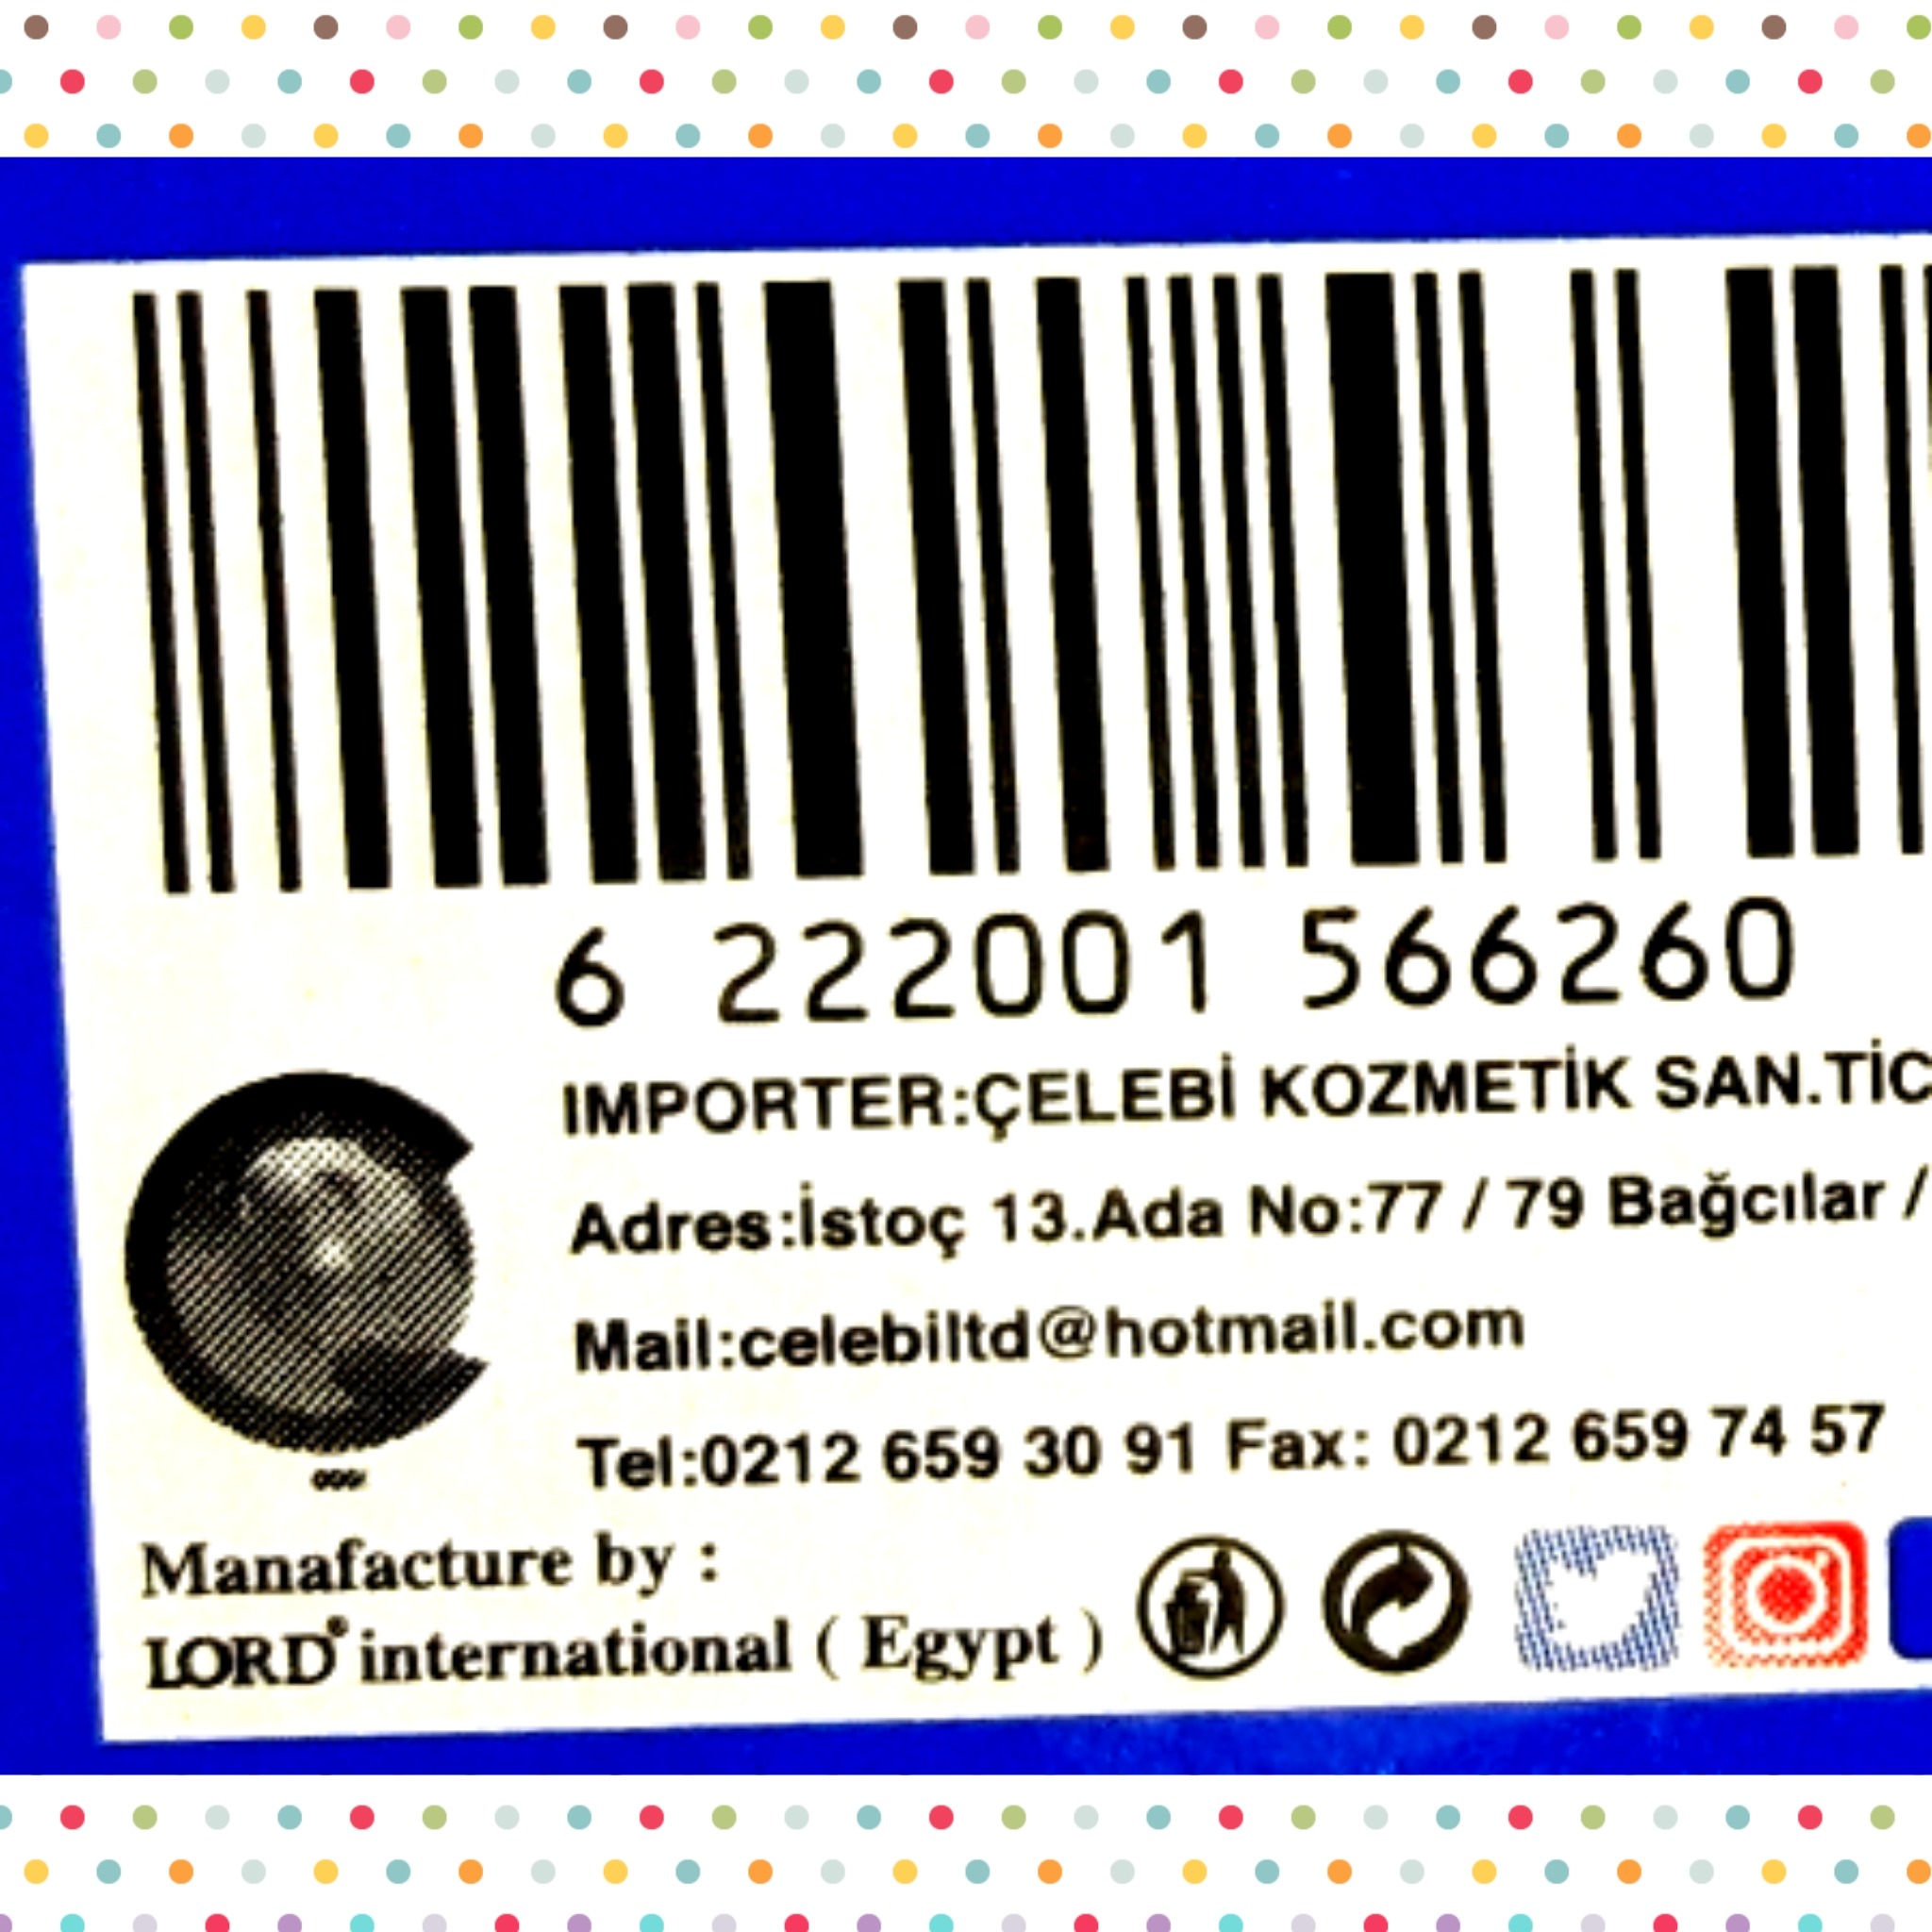 6 222001 566260
IMPORTER:ÇELEBİ KOZMETİK SAN.TİC
Adres:İstoç 13.Ada No:77 / 79 Bağcılar /
Mail:celebiltd@hotmail.com
Tel:0212 659 30 91 Fax: 0212 659 74 57
Manafacture by :
LORD® international ( Egypt )